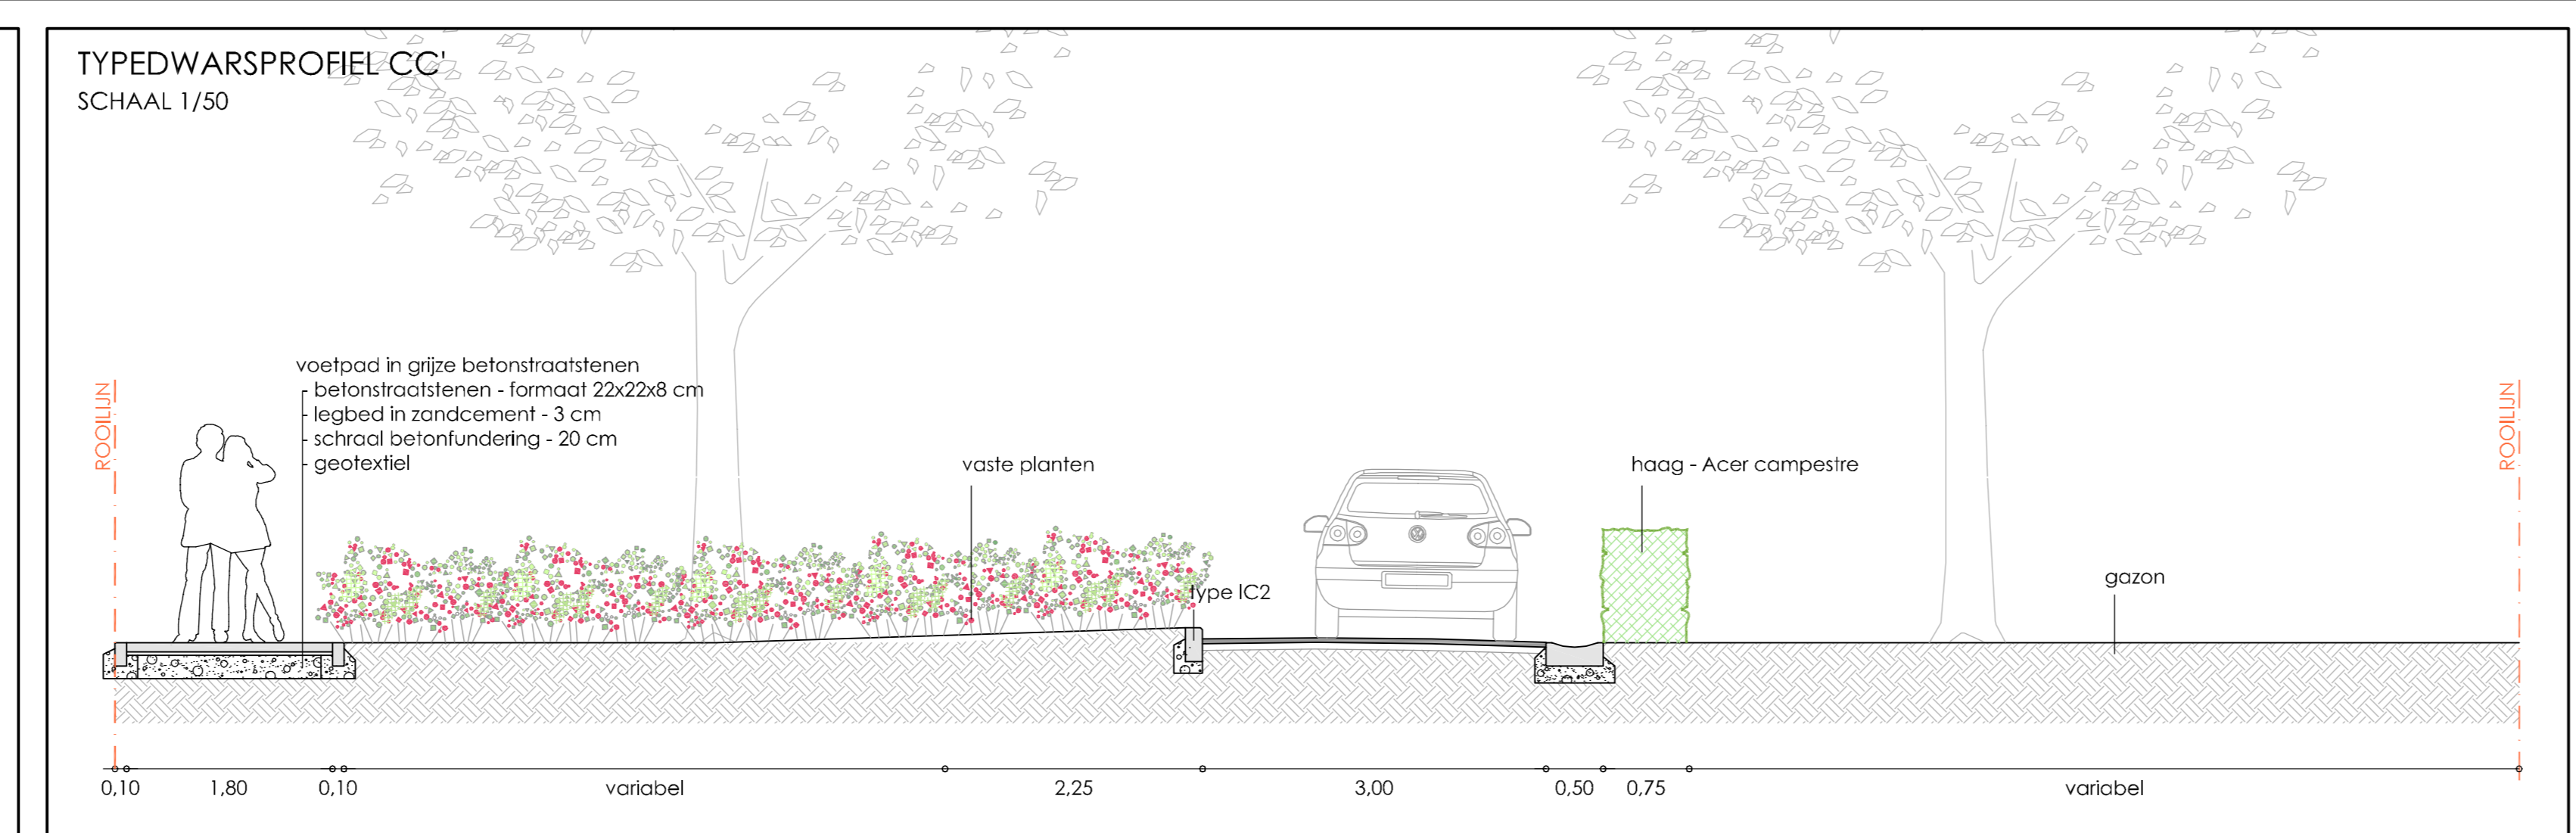 TYPEDWARSPROFIEL CC'
SCHAAL 1/50
ROOILIJN
voetpad in grijze betonstraatstenen
- betonstraatstenen - formaat 22x22x8 cm
- legbed in zandcement - 3 cm
- schraal betonfundering - 20 cm
- geotextiel
vaste planten
type IC2
haag - Acer campestre
gazon
ROOILIJN
0,10 1,80 0,10 variabel 2,25 3,00 0,50 0,75 variabel